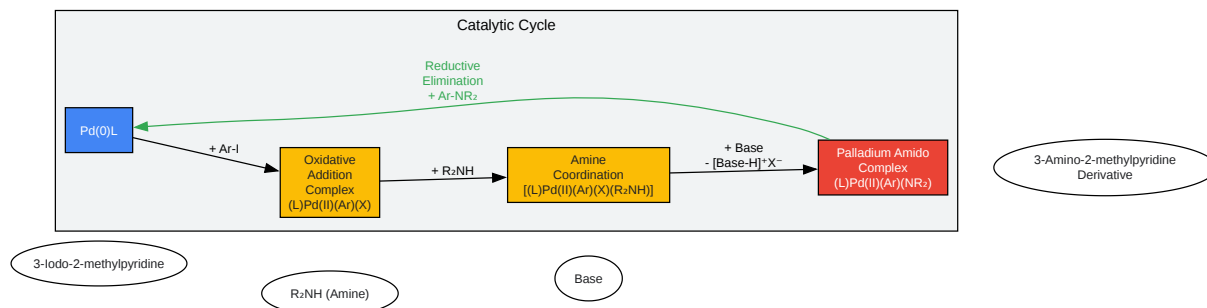 Catalytic Cycle
Reductive
Elimination
+ Ar-NR₂
Pd(0)L
+ Ar-I
Oxidative
Addition
Complex
(L)Pd(II)(Ar)(X)
+ R₂NH
Amine
Coordination
[(L)Pd(II)(Ar)(X)(R₂NH)]
+ Base
- [Base-H]⁺X⁻
Palladium Amido
Complex
(L)Pd(II)(Ar)(NR₂)
3-Amino-2-methylpyridine
Derivative
3-Iodo-2-methylpyridine
R₂NH (Amine)
Base